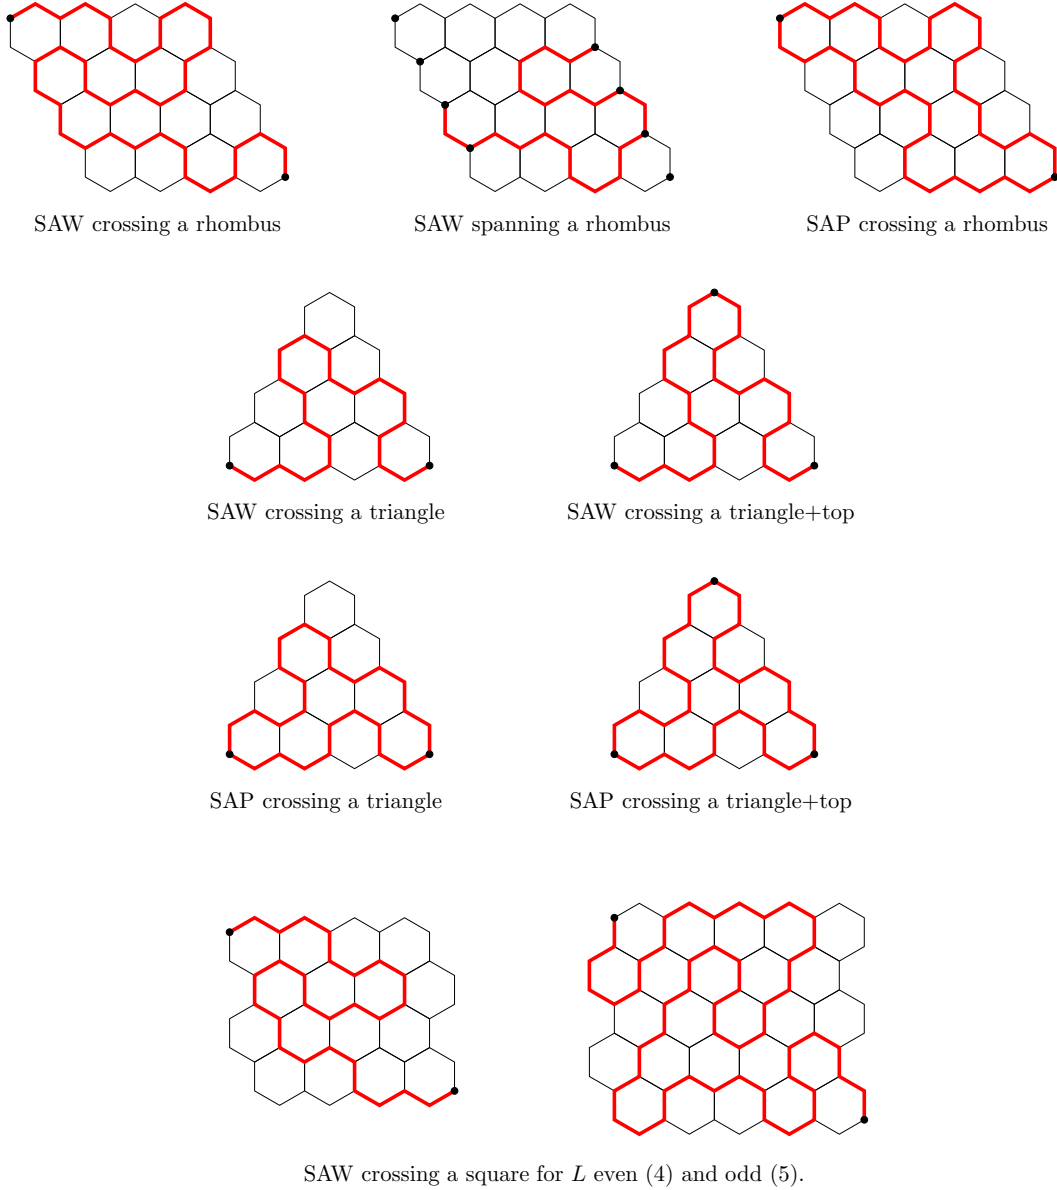 SAW crossing a rhombus
SAW spanning a rhombus
SAP crossing a rhombus
SAW crossing a triangle
SAW crossing a triangle+top
SAP crossing a triangle
SAP crossing a triangle+top
SAW crossing a square for L even (4) and odd (5).